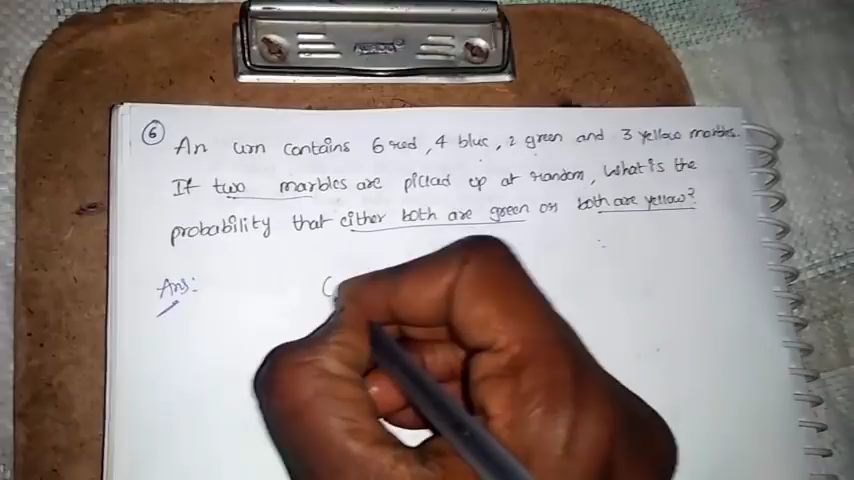 6 An urn contains 6 red, 4 blue, 2 green and 3 yellow marbles.
If two marbles are picked up at random, what is the
probability that either both are green or both are yellow?
Ans: